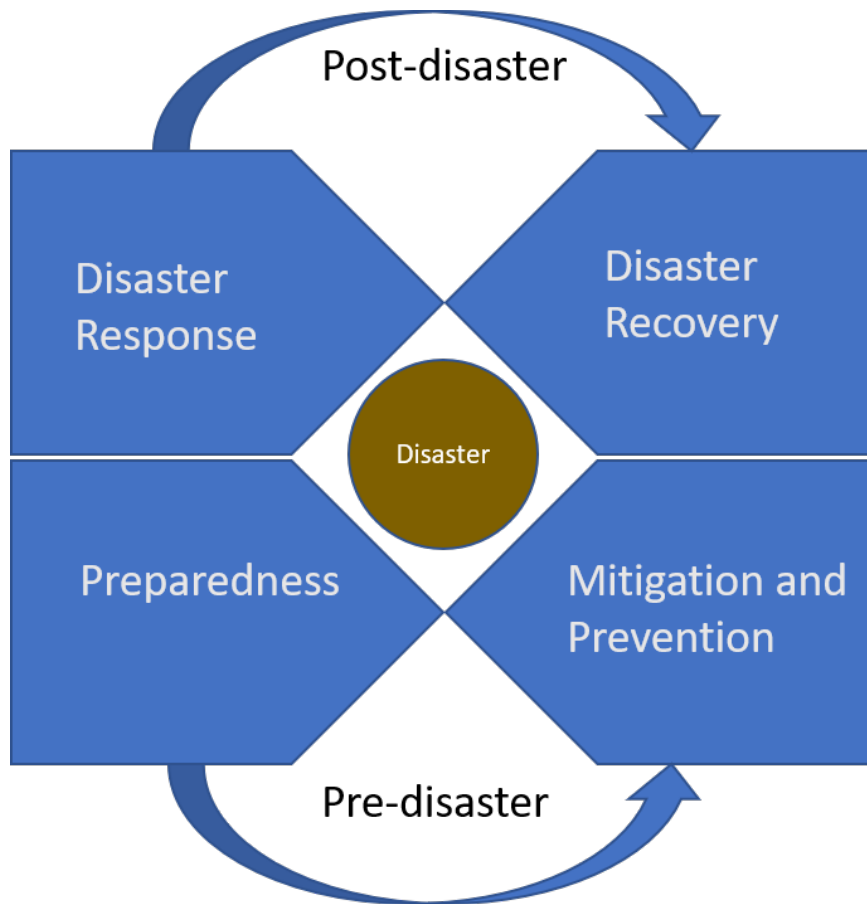 Post-disaster
Disaster
Response
Disaster
Recovery
Disaster
Preparedness
Mitigation and
Prevention
Pre-disaster